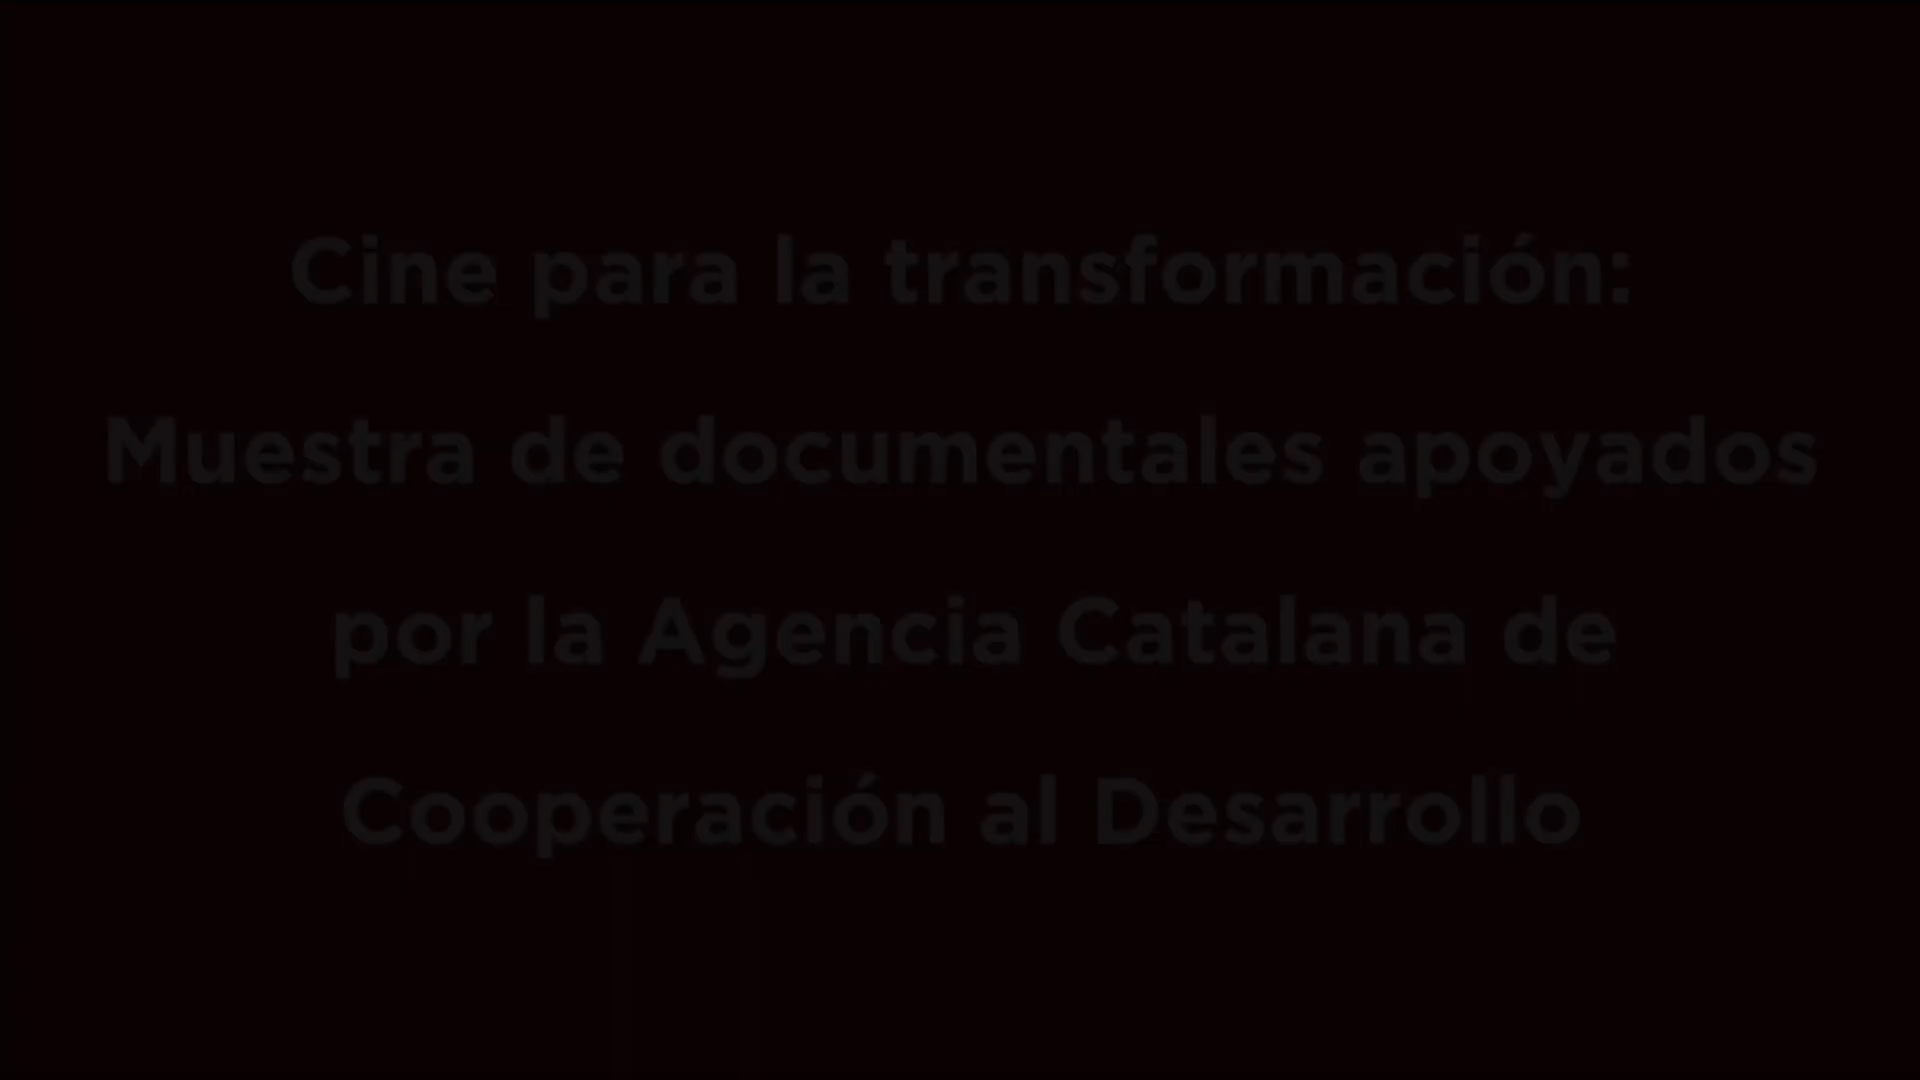 Cine para la transformación:
Muestra de documentales apoyados
por la Agencia Catalana de
Cooperación al Desarrollo